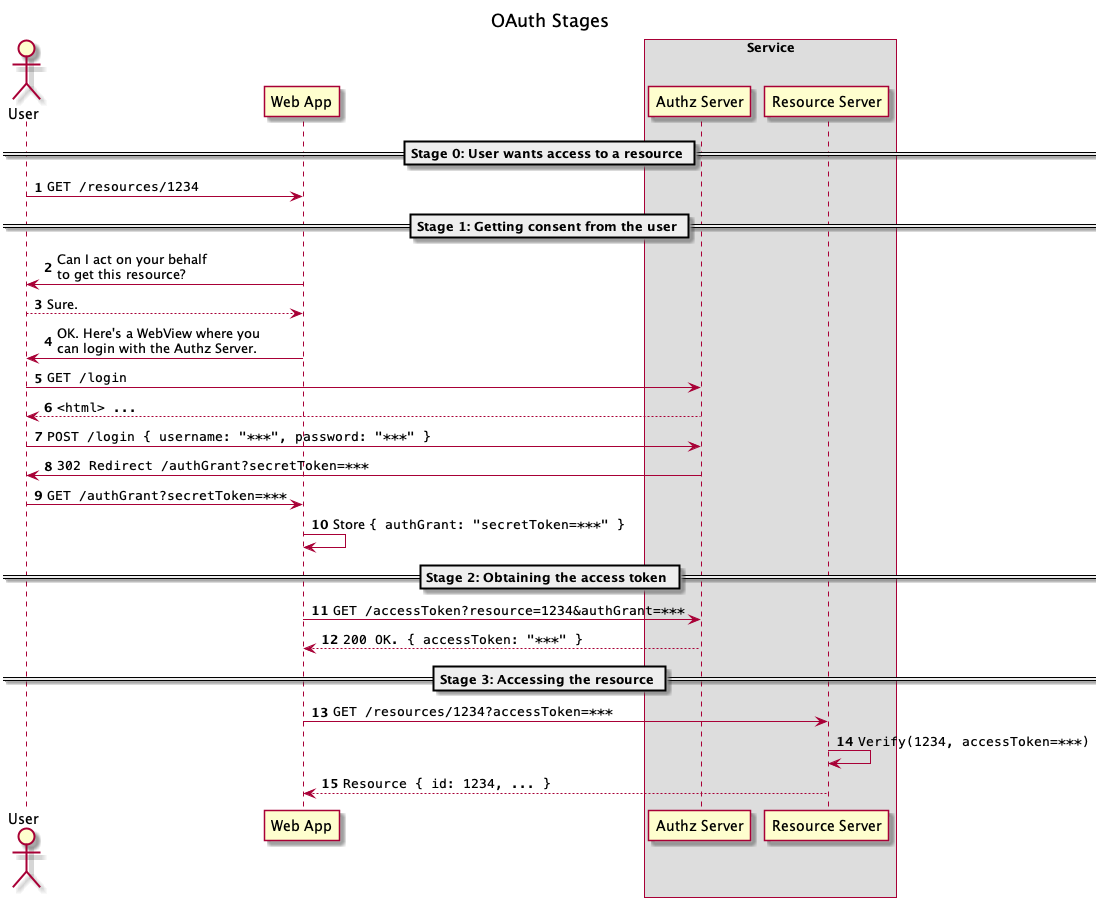 OAuth Stages
Service
User
Web App
Authz Server
Resource Server
Stage 0: User wants access to a resource
1 GET /resources/1234
Stage 1: Getting consent from the user
2 Can I act on your behalf
to get this resource?
3 Sure.
4 OK. Here's a WebView where you
can login with the Authz Server.
5 GET /login
6 <html> ...
7 POST /login { username: "***", password: "***" }
8 302 Redirect /authGrant?secretToken=***
9 GET /authGrant?secretToken=***
10 Store { authGrant: "secretToken=***" }
Stage 2: Obtaining the access token
11 GET /accessToken?resource=1234&authGrant=***
12 200 OK. { accessToken: "***" }
Stage 3: Accessing the resource
13 GET /resources/1234?accessToken=***
14 Verify(1234, accessToken=***)
15 Resource { id: 1234, ... }
User
Web App
Authz Server
Resource Server